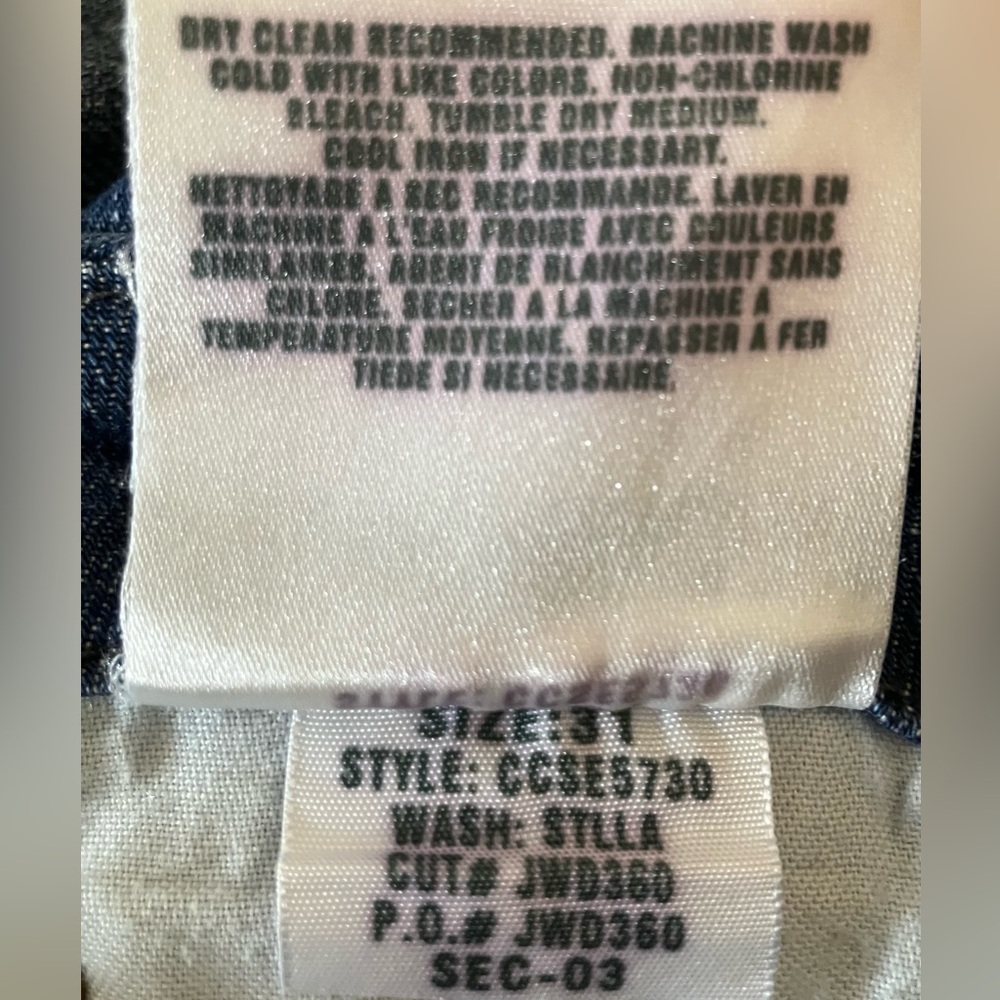 DRY CLEAN RECOMMENDED. MACHINE WASH
COLD WITH LIKE COLORS. NON-CHLORINE
BLEACH. TUMBLE DRY MEDIUM.
COOL IRON IF NECESSARY.
NETTOYAGE A SEC RECOMMANDE. LAVER EN
MACHINE A L'EAU FROIDE AVEC COULEURS
SIMILAIRES. AGENT DE BLANCHIMENT SANS
CHLORE. SECHER A LA MACHINE A
TEMPERATURE MOYENNE. REPASSER A FER
TIEDE SI NECESSAIRE.
SIZE: 31
STYLE: CCSE5730
WASH: STLLA
CUT# JWD360
P.O.# JWD360
SEC-03